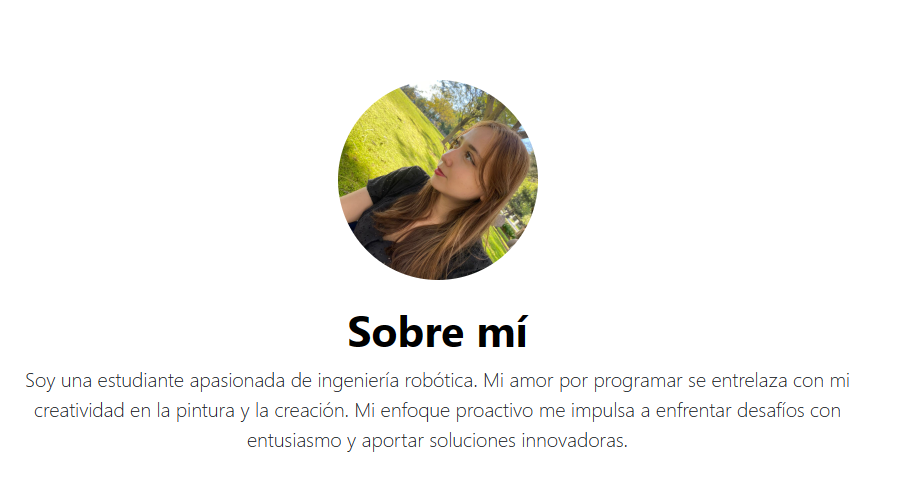 Sobre mí
Soy una estudiante apasionada de ingeniería robótica. Mi amor por programar se entrelaza con mi
creatividad en la pintura y la creación. Mi enfoque proactivo me impulsa a enfrentar desafíos con
entusiasmo y aportar soluciones innovadoras.